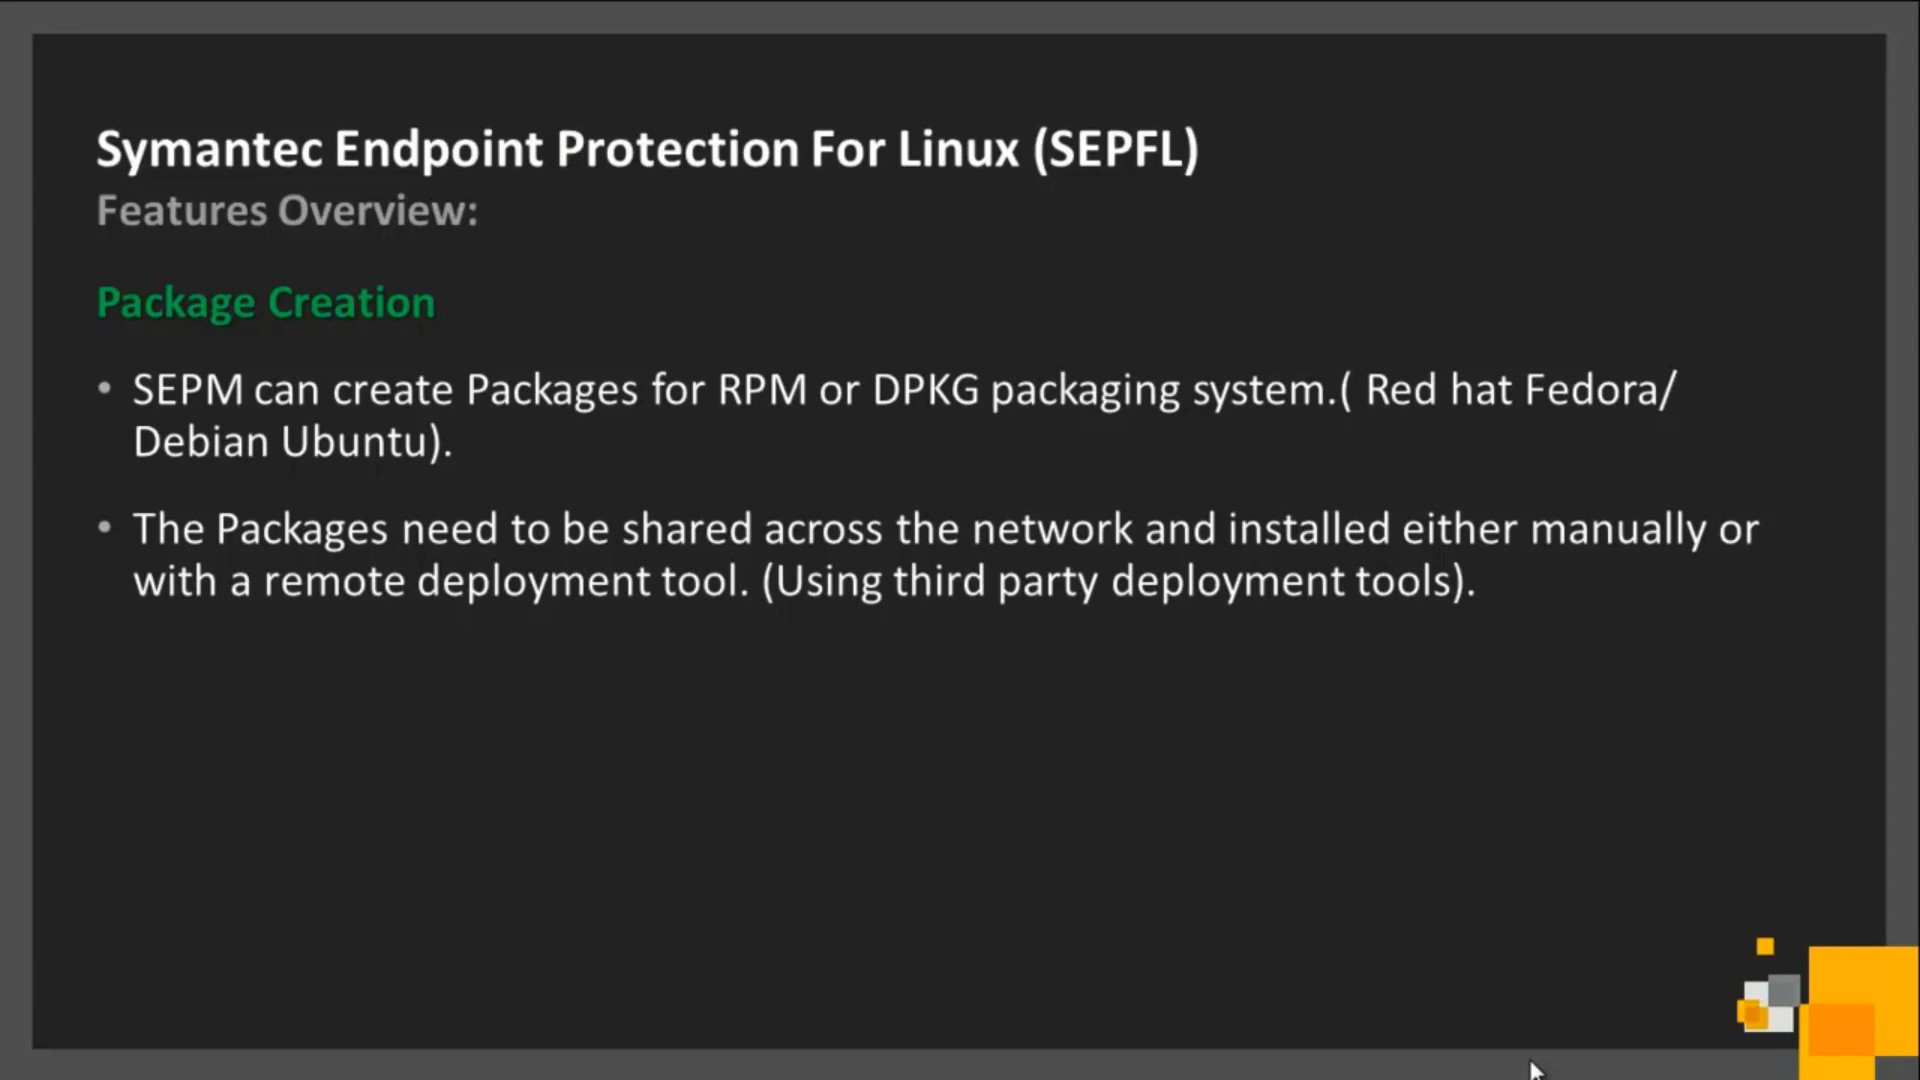 Symantec Endpoint Protection For Linux (SEPFL)
Features Overview:
Package Creation
• SEPM can create Packages for RPM or DPKG packaging system.( Red hat Fedora/
Debian Ubuntu).
• The Packages need to be shared across the network and installed either manually or
with a remote deployment tool. (Using third party deployment tools).